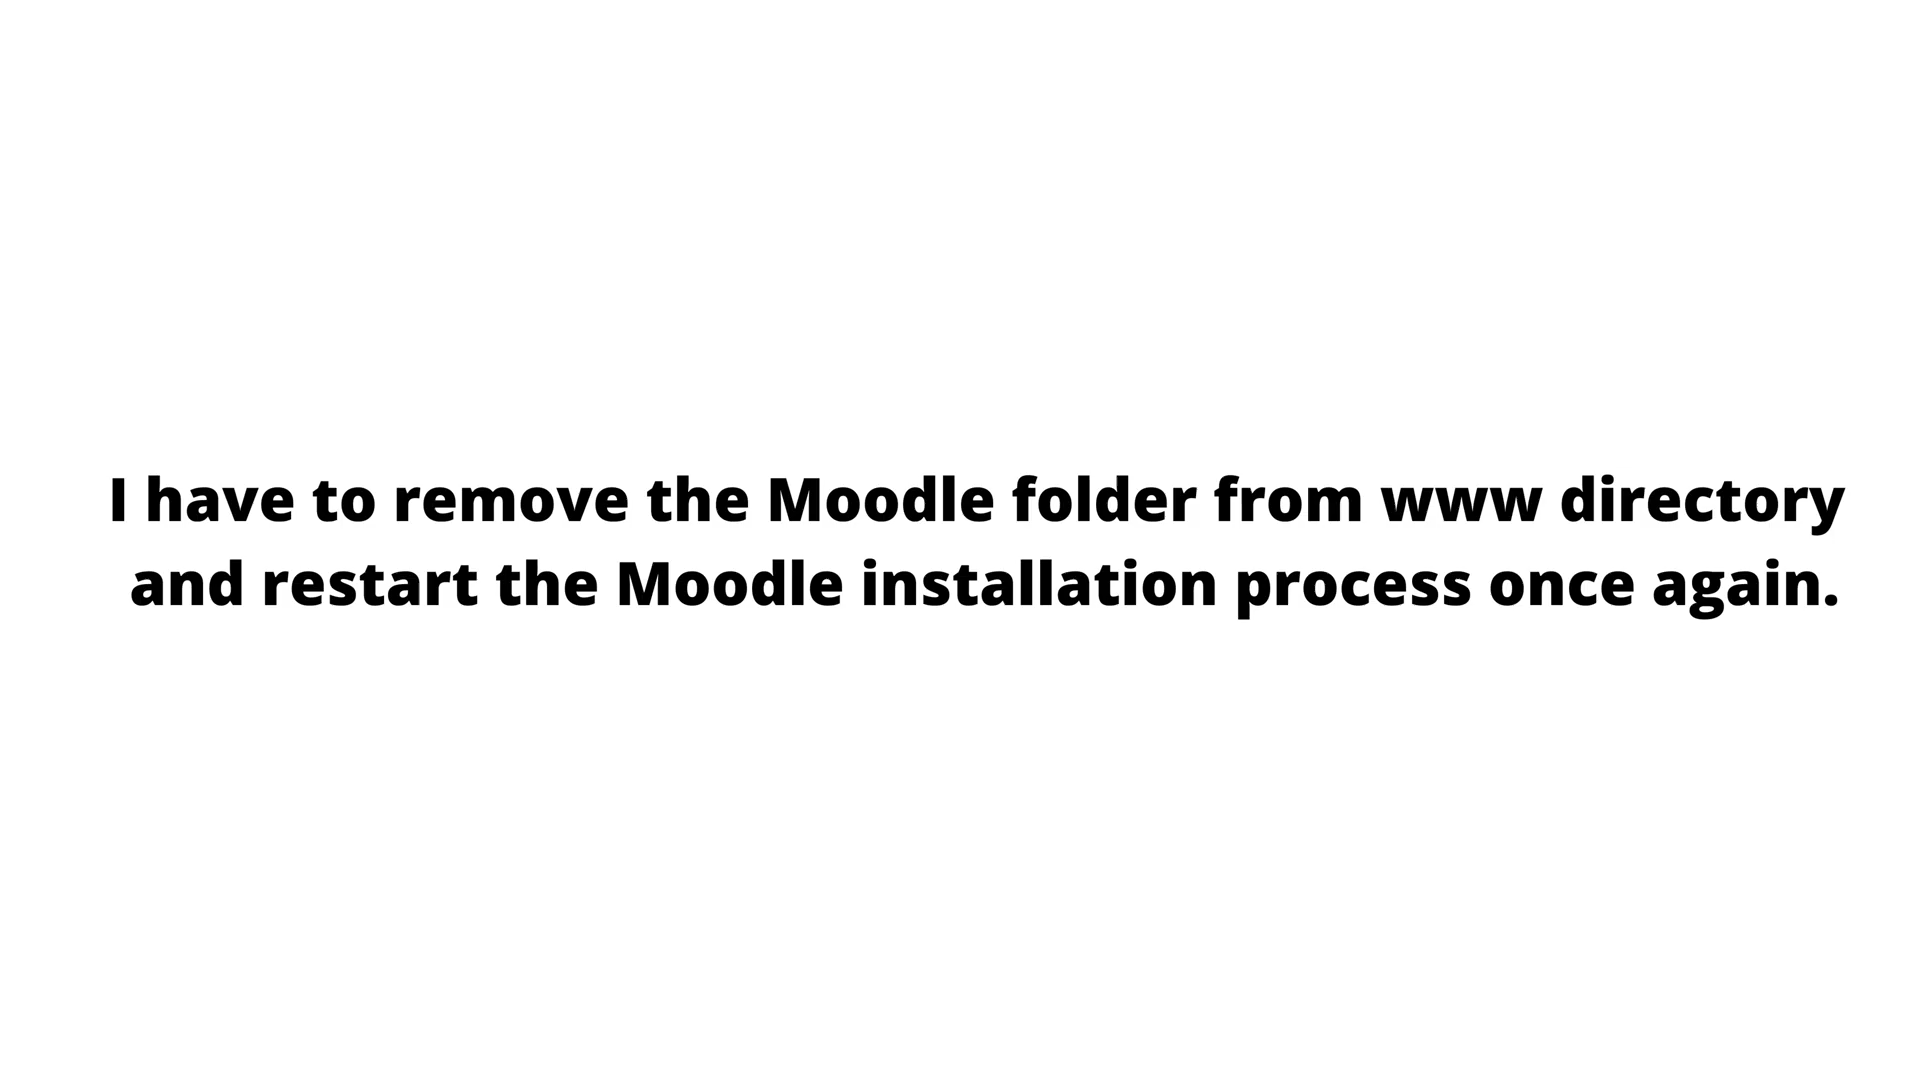 I have to remove the Moodle folder from www directory
and restart the Moodle installation process once again.